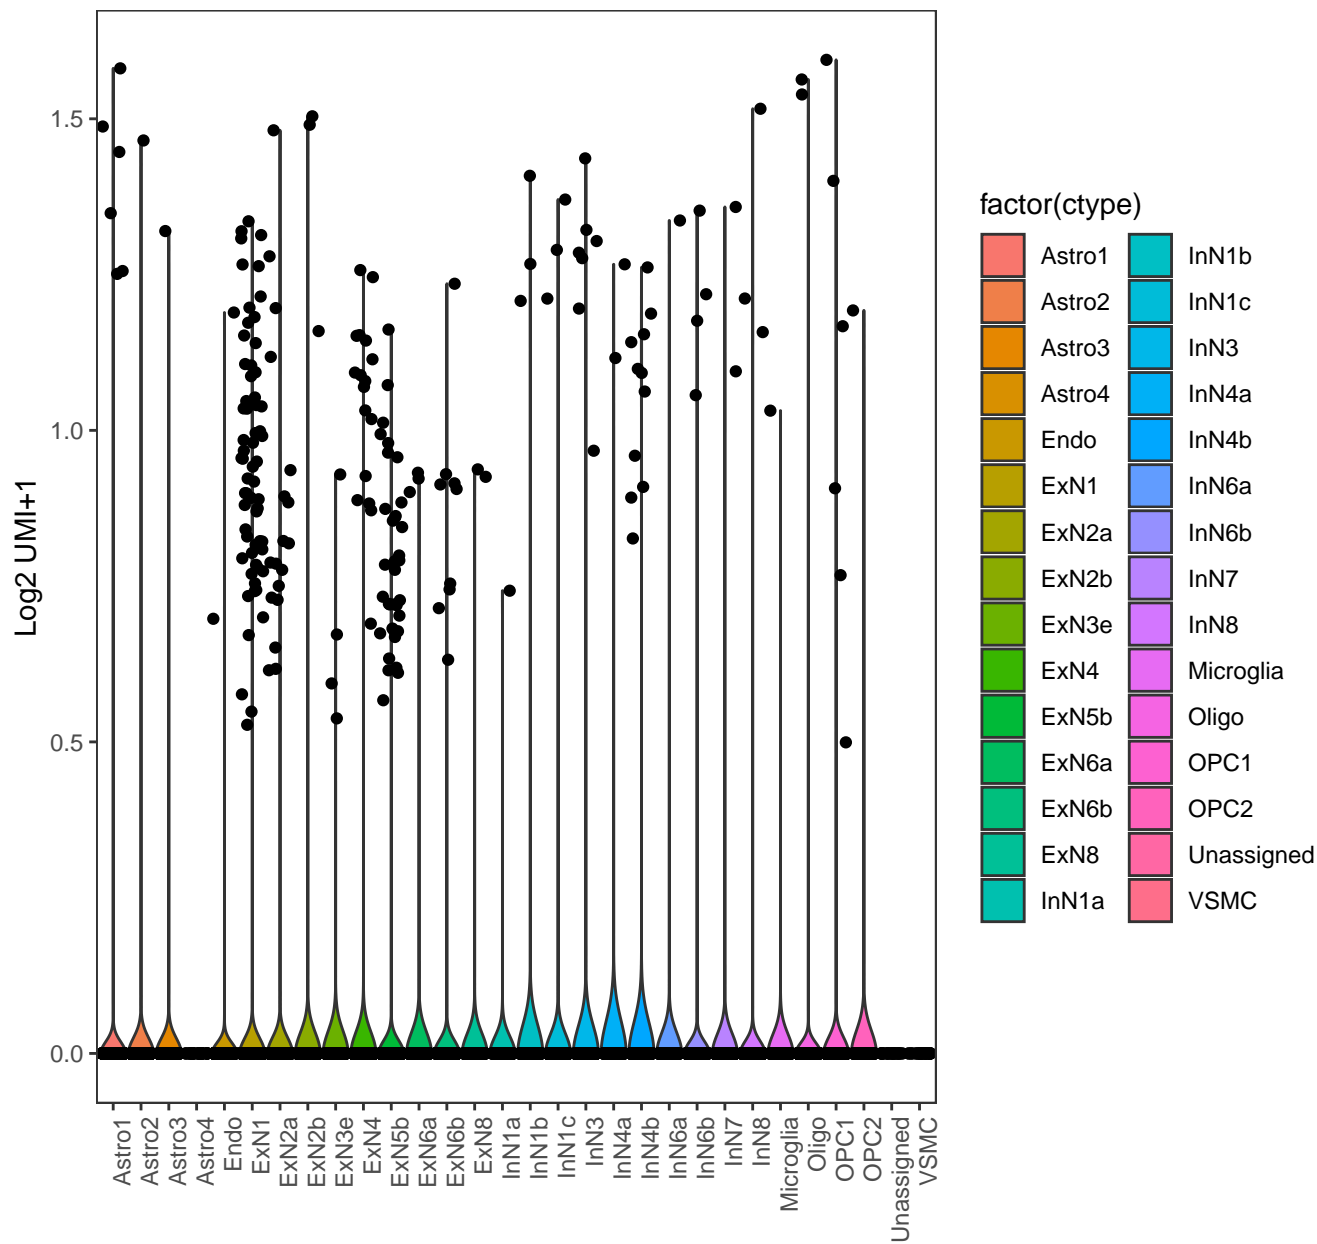 Log2 UMI+1
1.5
1.0
0.5
0.0
Astro1
Astro2
Astro3
Astro4
Endo
ExN1
ExN2a
ExN2b
ExN3e
ExN4
ExN5b
ExN6a
ExN6b
ExN8
InN1a
InN1b
InN1c
InN3
InN4a
InN4b
InN6a
InN6b
InN7
InN8
Microglia
Oligo
OPC1
OPC2
Unassigned
VSMC
factor(ctype)
Astro1
Astro2
Astro3
Astro4
Endo
ExN1
ExN2a
ExN2b
ExN3e
ExN4
ExN5b
ExN6a
ExN6b
ExN8
InN1a
InN1b
InN1c
InN3
InN4a
InN4b
InN6a
InN6b
InN7
InN8
Microglia
Oligo
OPC1
OPC2
Unassigned
VSMC